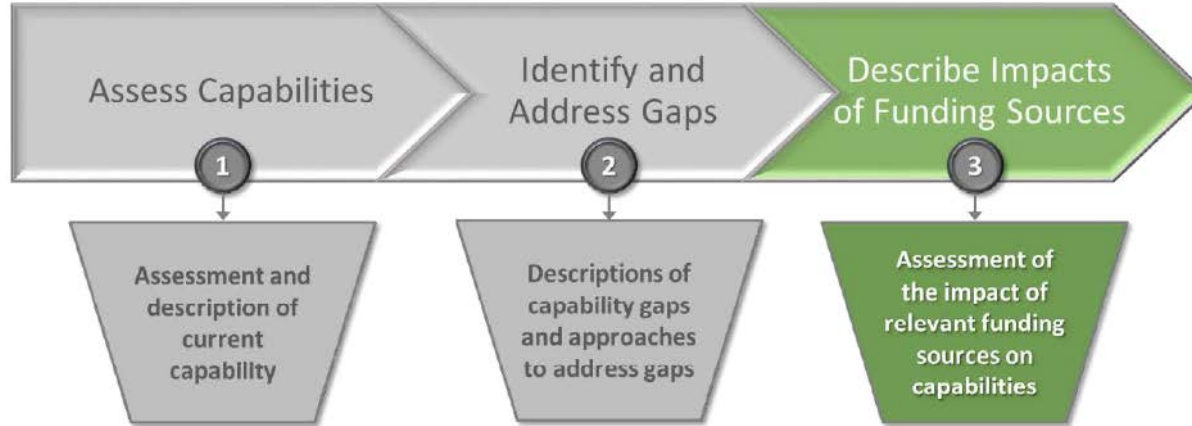 Assess Capabilities
Identify and
Address Gaps
Describe Impacts
of Funding Sources
1
2
3
Assessment and
description of
current
capability
Descriptions of
capability gaps
and approaches
to address gaps
Assessment of
the impact of
relevant funding
sources on
capabilities